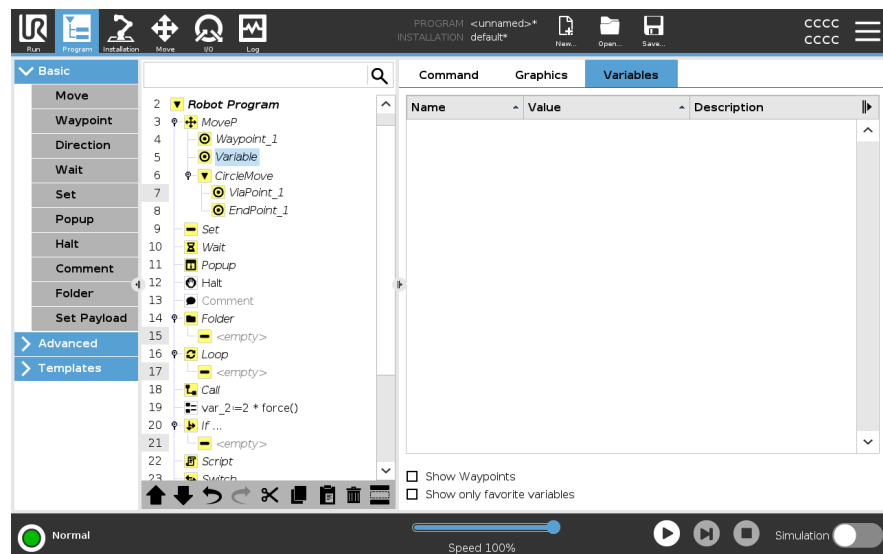 PROGRAM <unnamed>*
INSTALLATION default*
CCCC
CCCC
Run
Program
Installation
Move
I/O
Log
New...
Open...
Save...
Basic
Move
Waypoint
Direction
Wait
Set
Popup
Halt
Comment
Folder
Set Payload
Advanced
Templates
2 Robot Program
3 MoveP
4 Waypoint_1
5 Variable
6 CircleMove
7 ViaPoint_1
8 EndPoint_1
9 Set
10 Wait
11 Popup
12 Halt
13 Comment
14 Folder
15 <empty>
16 Loop
17 <empty>
18 Call
19 var_2:=2 * force()
20 If ...
21 <empty>
22 Script
23 Switch
Command Graphics Variables
Name Value Description
Show Waypoints
Show only favorite variables
Normal
Speed 100%
Simulation